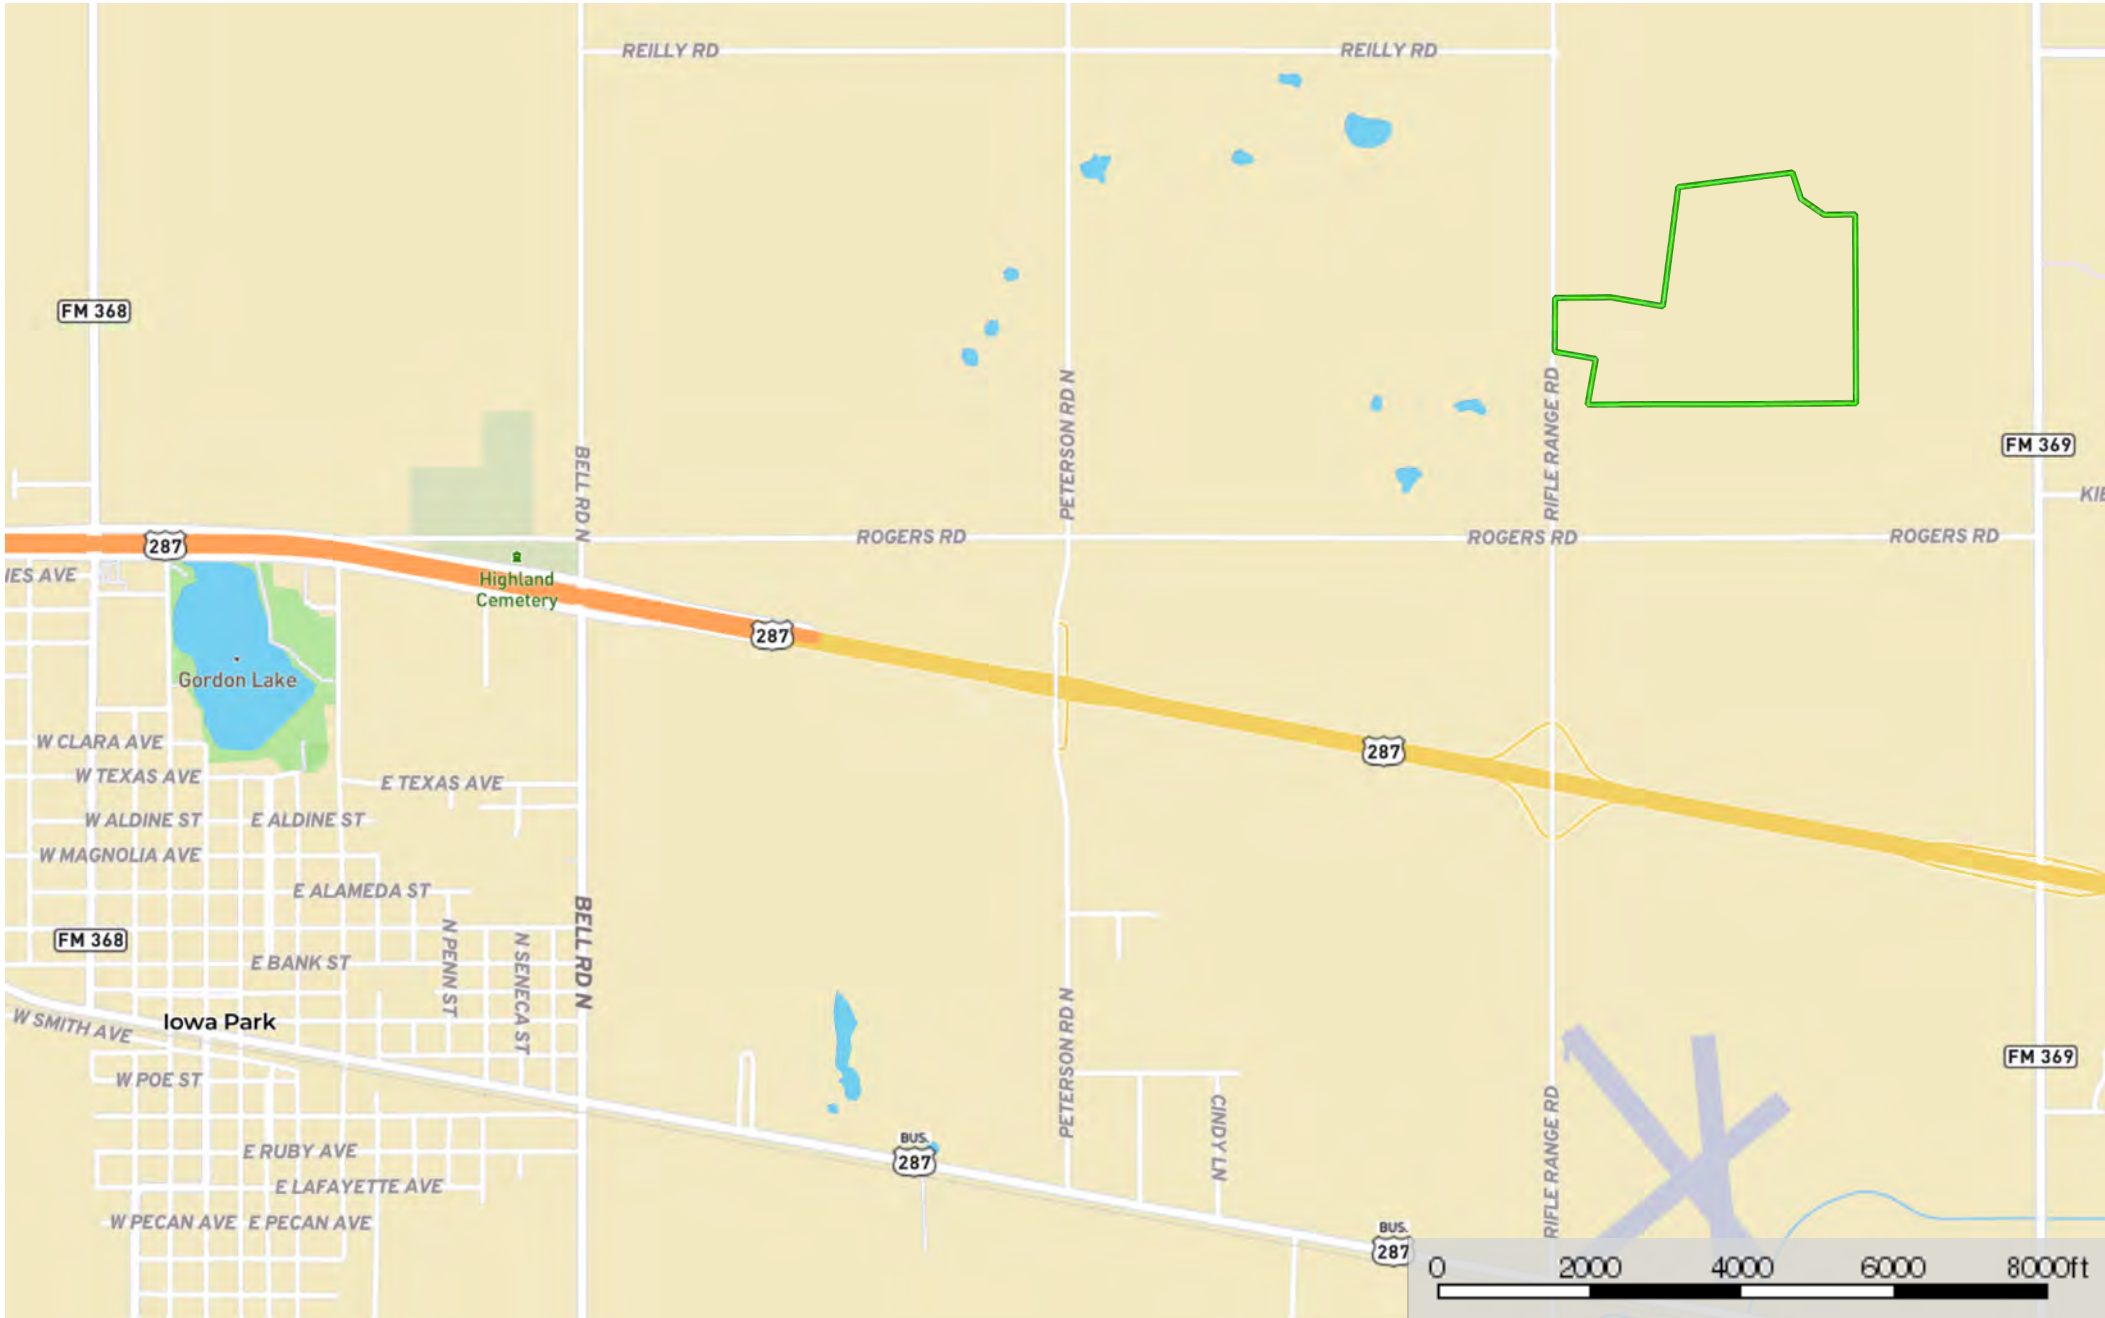 REILLY RD
REILLY RD
FM 368
PETERSON RD N
RIFLE RANGE RD
FM 369
BELL RD N
KIE
ROGERS RD
ROGERS RD
ROGERS RD
287
IES AVE
Highland
Cemetery
287
Gordon Lake
W CLARA AVE
287
W TEXAS AVE
E TEXAS AVE
W ALDINE ST
E ALDINE ST
W MAGNOLIA AVE
E ALAMEDA ST
FM 368
N PENN ST
N SENECA ST
BELL RD N
E BANK ST
W SMITH AVE
Iowa Park
PETERSON RD N
FM 369
W POE ST
CINDY LN
RIFLE RANGE RD
E RUBY AVE
BUS.
287
E LAFAYETTE AVE
W PECAN AVE
E PECAN AVE
BUS.
287
0 2000 4000 6000 8000ft